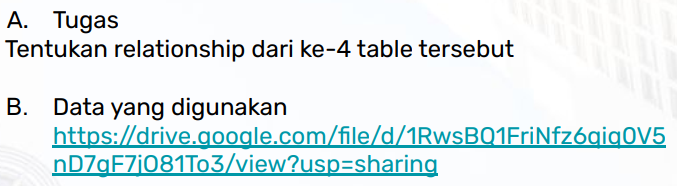 A. Tugas
Tentukan relationship dari ke-4 table tersebut
B. Data yang digunakan
https://drive.google.com/file/d/1RwsBQ1FriNfz6qiq0V5
nD7gF7jO81To3/view?usp=sharing